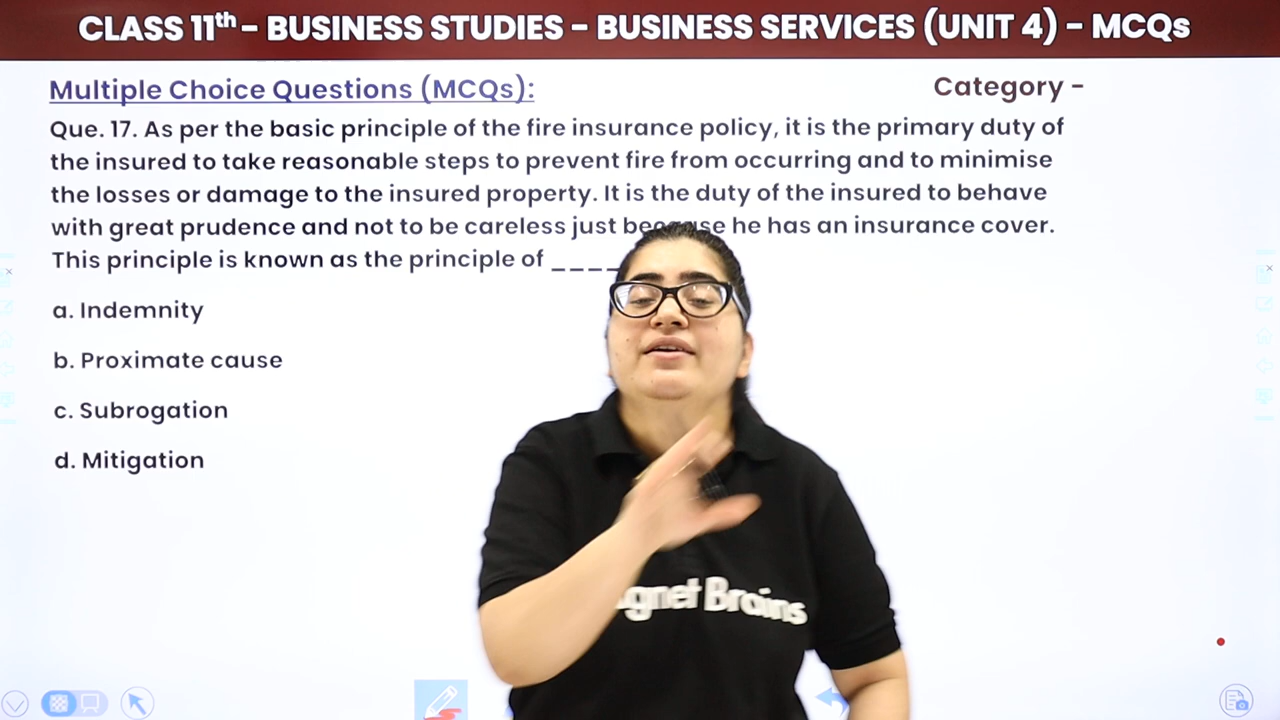 CLASS 11th - BUSINESS STUDIES - BUSINESS SERVICES (UNIT 4) - MCQs
Multiple Choice Questions (MCQs):
Category -
Que. 17. As per the basic principle of the fire insurance policy, it is the primary duty of
the insured to take reasonable steps to prevent fire from occurring and to minimise
the losses or damage to the insured property. It is the duty of the insured to behave
with great prudence and not to be careless just because he has an insurance cover.
This principle is known as the principle of ____
a. Indemnity
b. Proximate cause
c. Subrogation
d. Mitigation
gnet Brains